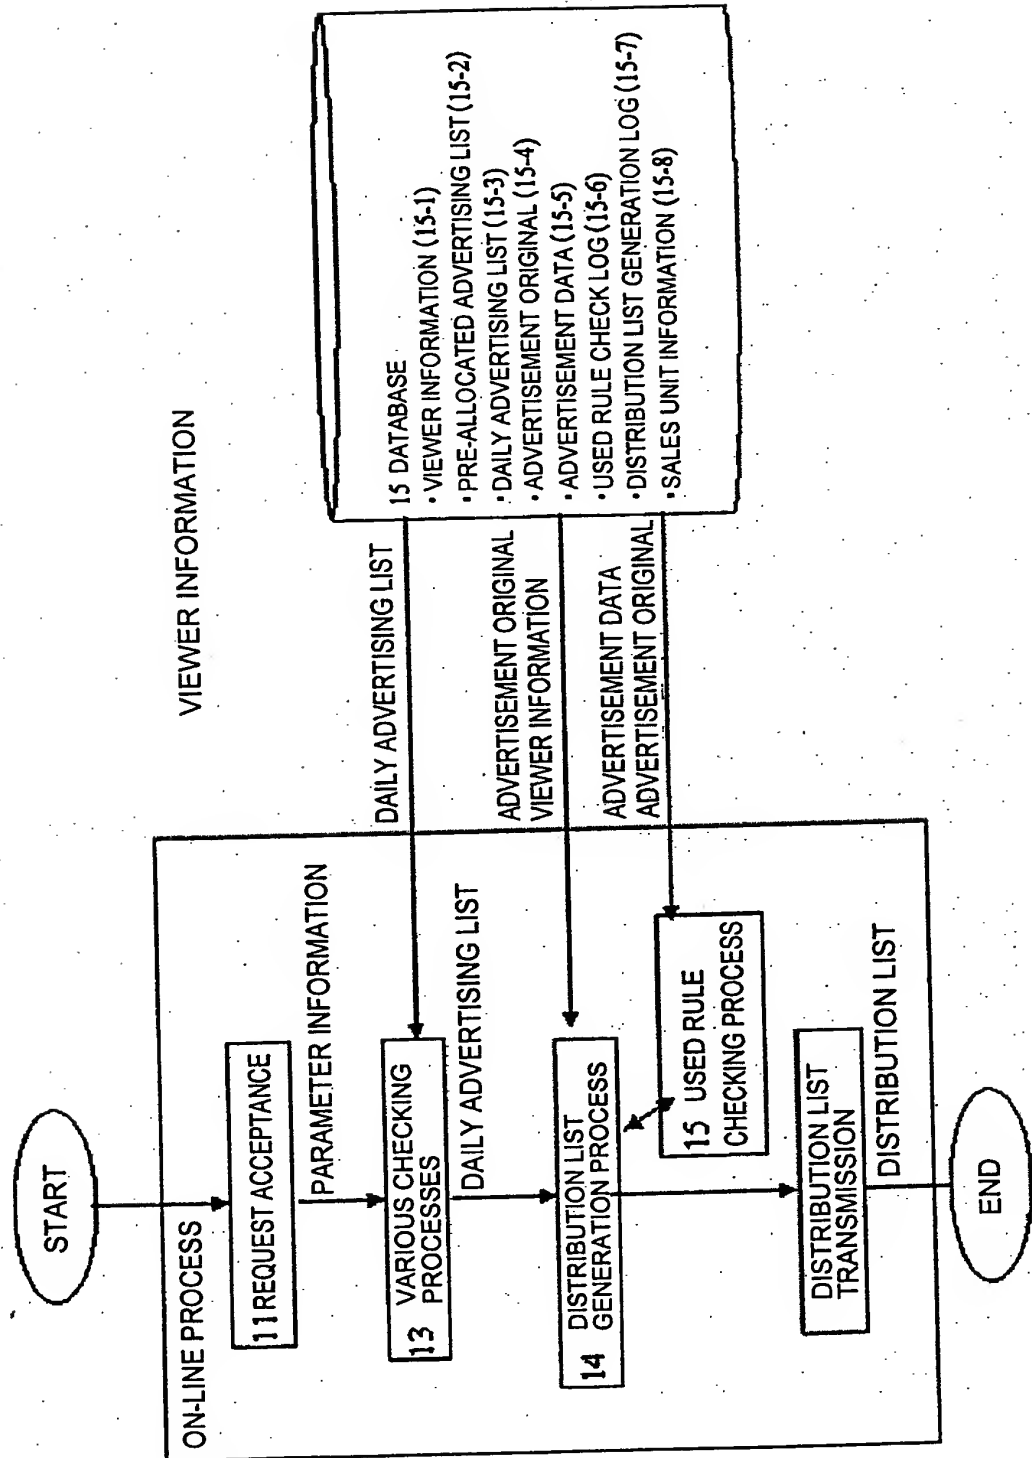 START
ON-LINE PROCESS
11 REQUEST ACCEPTANCE
PARAMETER INFORMATION
13 VARIOUS CHECKING
PROCESSES
DAILY ADVERTISING LIST
14 DISTRIBUTION LIST
GENERATION PROCESS
15 USED RULE
CHECKING PROCESS
DISTRIBUTION LIST
TRANSMISSION
DISTRIBUTION LIST
END
DAILY ADVERTISING LIST
ADVERTISEMENT ORIGINAL
VIEWER INFORMATION
ADVERTISEMENT DATA
ADVERTISEMENT ORIGINAL
VIEWER INFORMATION
15 DATABASE
・VIEWER INFORMATION (15-1)
・PRE-ALLOCATED ADVERTISING LIST (15-2)
・DAILY ADVERTISING LIST (15-3)
・ADVERTISEMENT ORIGINAL (15-4)
・ADVERTISEMENT DATA (15-5)
・USED RULE CHECK LOG (15-6)
・DISTRIBUTION LIST GENERATION LOG (15-7)
・SALES UNIT INFORMATION (15-8)